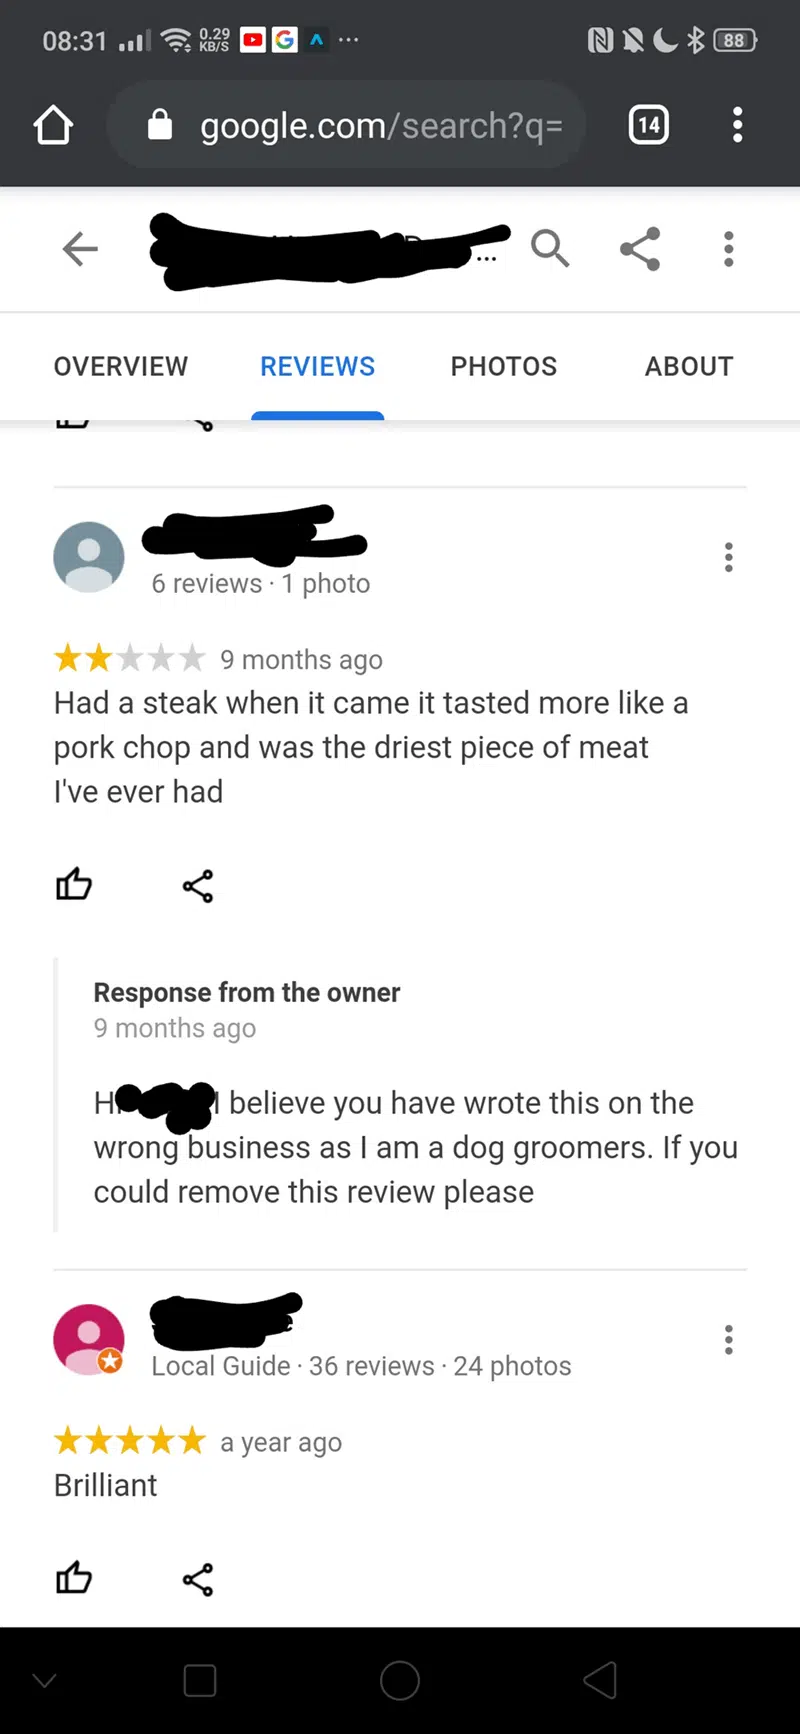 08:31 0.29 KB/S ... 88
google.com/search?q= 14
...
OVERVIEW REVIEWS PHOTOS ABOUT
6 reviews · 1 photo
9 months ago
Had a steak when it came it tasted more like a
pork chop and was the driest piece of meat
I've ever had
Response from the owner
9 months ago
I believe you have wrote this on the
wrong business as I am a dog groomers. If you
could remove this review please
Local Guide · 36 reviews · 24 photos
a year ago
Brilliant